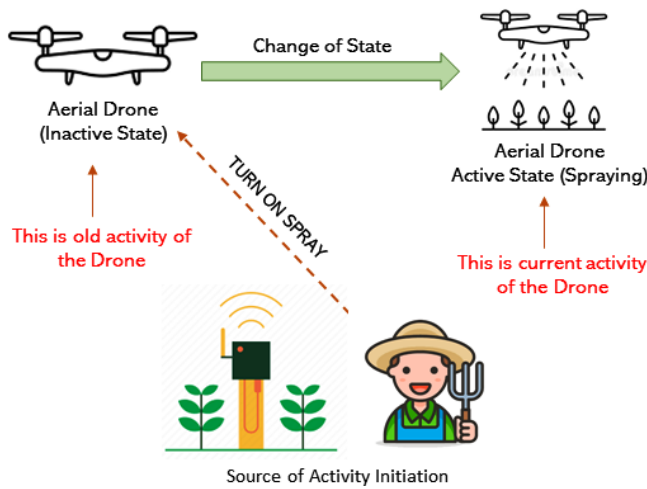 Change of State
Aerial Drone
(Inactive State)
Aerial Drone
Active State (Spraying)
TURN ON SPRAY
This is old activity of
the Drone
This is current activity
of the Drone
Source of Activity Initiation